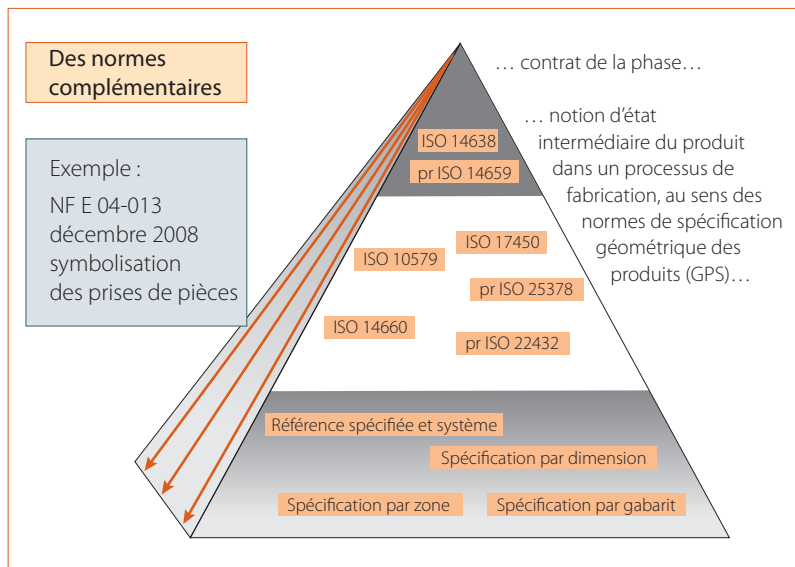 Des normes
complémentaires
Exemple :
NF E 04-013
décembre 2008
symbolisation
des prises de pièces
… contrat de la phase…
… notion d'état
intermédiaire du produit
dans un processus de
fabrication, au sens des
normes de spécification
géométrique des
produits (GPS)…
ISO 14638
pr ISO 14659
ISO 17450
ISO 10579
pr ISO 25378
ISO 14660
pr ISO 22432
Référence spécifiée et système
Spécification par dimension
Spécification par zone
Spécification par gabarit